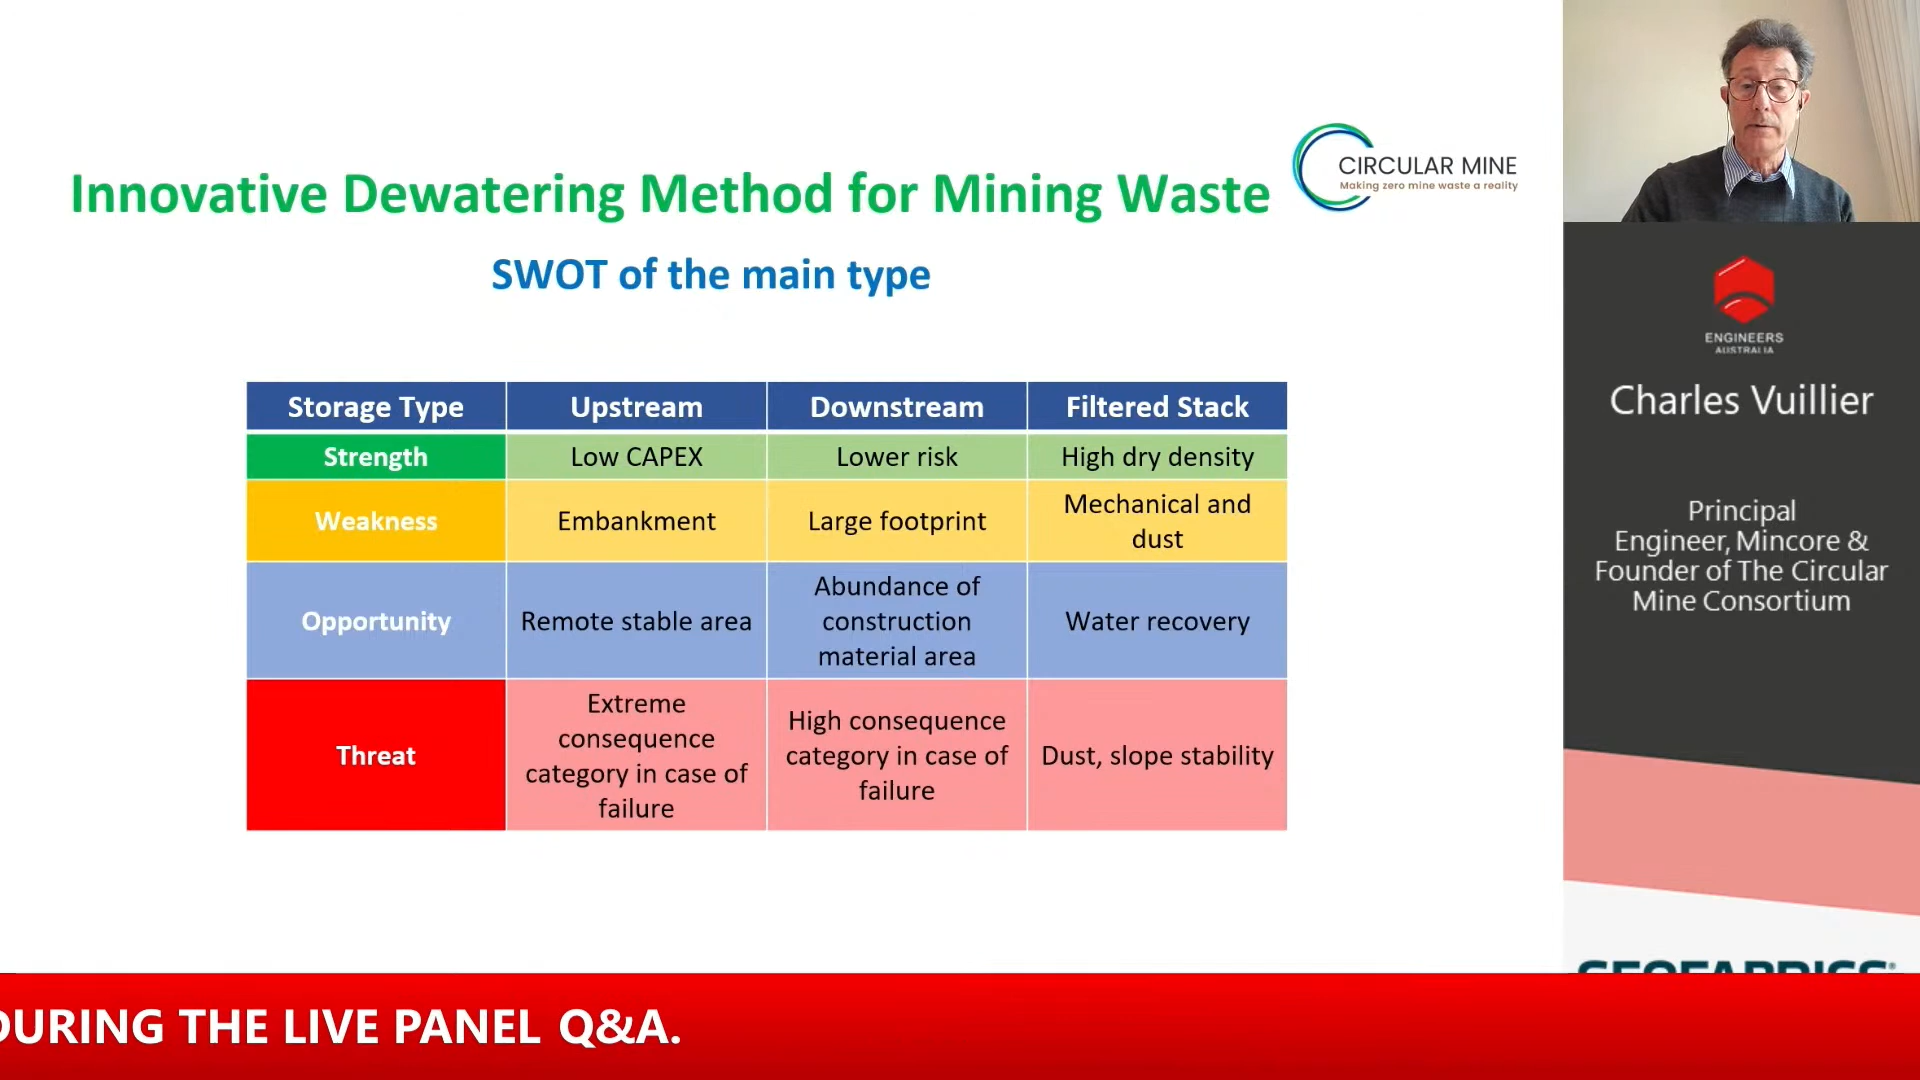 Innovative Dewatering Method for Mining Waste
CIRCULAR MINE
Making zero mine waste a reality
SWOT of the main type
Storage Type
Upstream
Downstream
Filtered Stack
Strength
Low CAPEX
Lower risk
High dry density
Weakness
Embankment
Large footprint
Mechanical and
dust
Opportunity
Remote stable area
Abundance of
construction
material area
Water recovery
Threat
Extreme
consequence
category in case of
failure
High consequence
category in case of
failure
Dust, slope stability
ENGINEERS
AUSTRALIA
Charles Vuillier
Principal
Engineer, Mincore &
Founder of The Circular
Mine Consortium
GEOFABRICS
DURING THE LIVE PANEL Q&A.